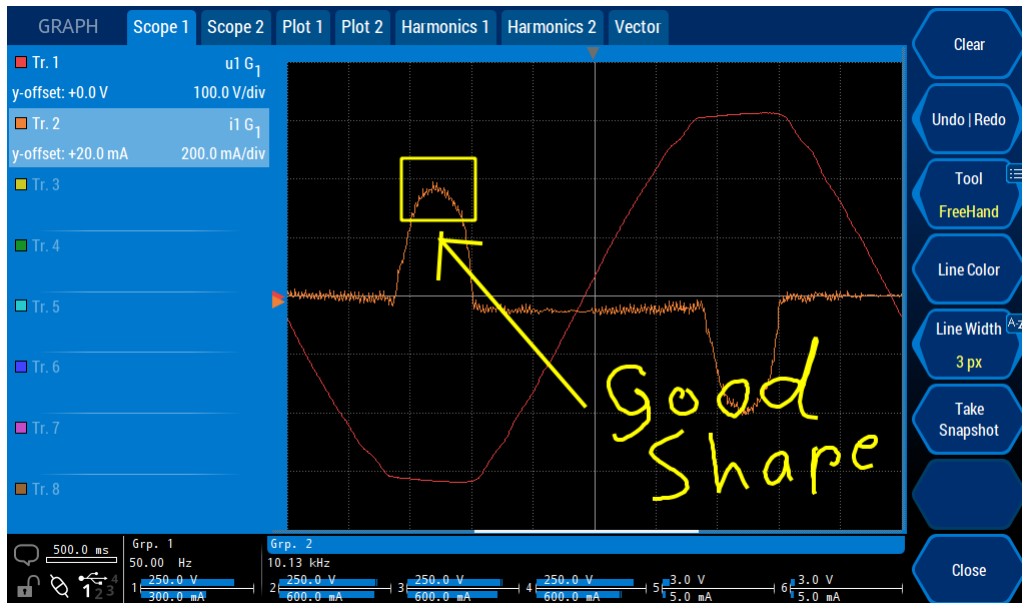 GRAPH Scope 1 Scope 2 Plot 1 Plot 2 Harmonics 1 Harmonics 2 Vector
Tr. 1 u1 G1
y-offset: +0.0 V 100.0 V/div
Tr. 2 i1 G1
y-offset: +20.0 mA 200.0 mA/div
Tr. 3
Tr. 4
Tr. 5
Tr. 6
Tr. 7
Tr. 8
Good
Shape
Clear
Undo | Redo
Tool
FreeHand
Line Color
A-z
Line Width
3 px
Take
Snapshot
Close
500.0 ms
1 2 3 4
Grp. 1
50.00 Hz
1 250.0 V
300.0 mA
Grp. 2
10.13 kHz
2 250.0 V 3 250.0 V 4 250.0 V 5 3.0 V 6 3.0 V
600.0 mA 600.0 mA 600.0 mA 5.0 mA 5.0 mA